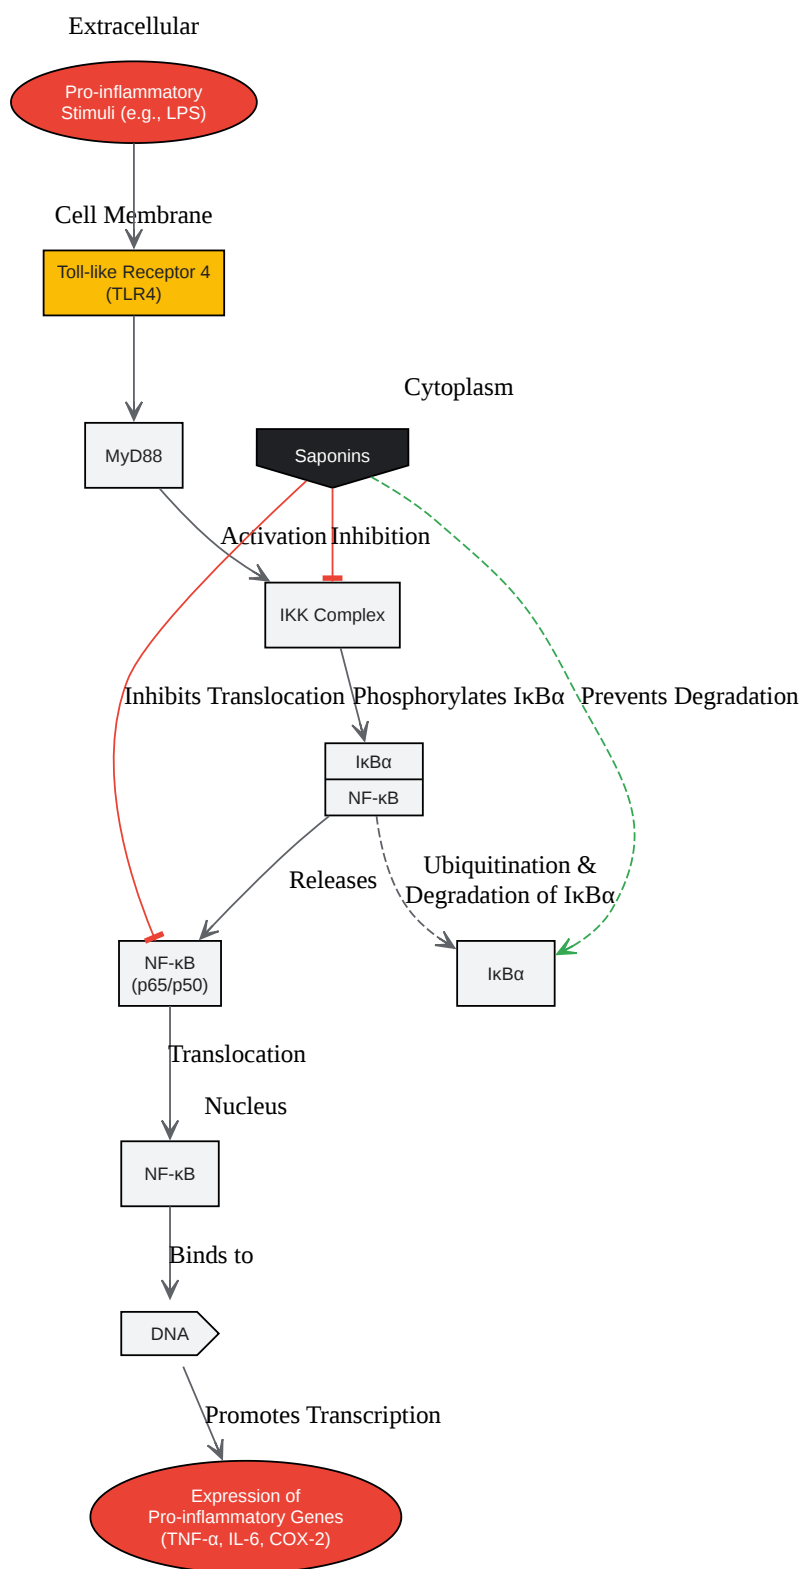 Extracellular
Pro-inflammatory
Stimuli (e.g., LPS)
Cell Membrane
Toll-like Receptor 4
(TLR4)
Cytoplasm
MyD88
Saponins
Activation
Inhibition
IKK Complex
Inhibits Translocation
Phosphorylates IκBα
Prevents Degradation
IκBα
NF-κB
Releases
Ubiquitination &
Degradation of IκBα
NF-κB
(p65/p50)
IκBα
Translocation
Nucleus
NF-κB
Binds to
DNA
Promotes Transcription
Expression of
Pro-inflammatory Genes
(TNF-α, IL-6, COX-2)